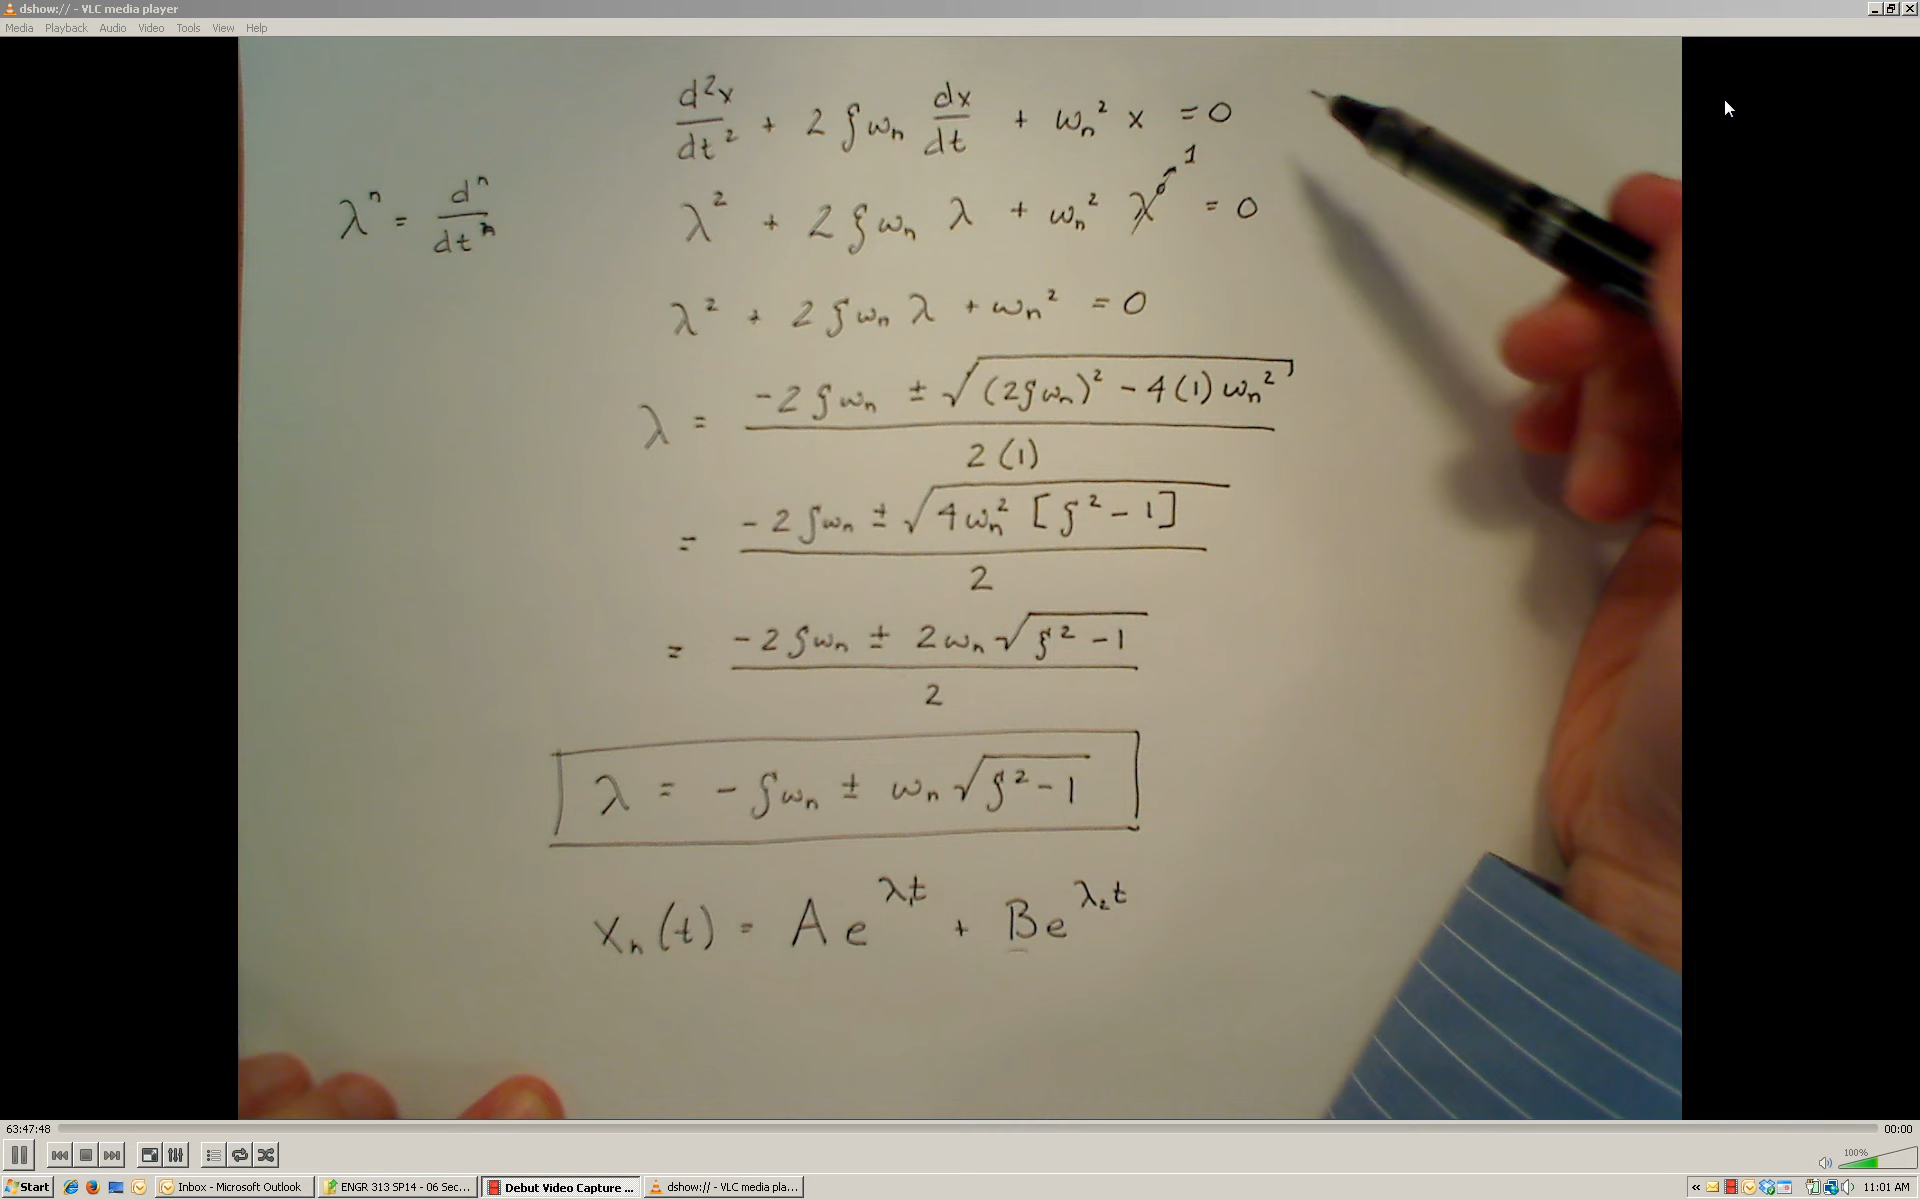 dshow:// - VLC media player
Media Playback Audio Video Tools View Help
d²x/dt² + 2ζωₙ dx/dt + ωₙ² x = 0
λⁿ = dⁿ/dtⁿ
λ² + 2ζωₙ λ + ωₙ² λ⁰ = 0
1
λ² + 2ζωₙ λ + ωₙ² = 0
λ = (-2ζωₙ ± √((2ζωₙ)² - 4(1)ωₙ²)) / 2(1)
= (-2ζωₙ ± √(4ωₙ² [ζ² - 1])) / 2
= (-2ζωₙ ± 2ωₙ√(ζ² - 1)) / 2
λ = -ζωₙ ± ωₙ√(ζ² - 1)
xₙ(t) = A e^(λ₁t) + B e^(λ₂t)
63:47:48 00:00
100%
Start Inbox - Microsoft Outlook ENGR 313 SP14 - 06 Sec... Debut Video Capture ... dshow:// - VLC media pla... 11:01 AM